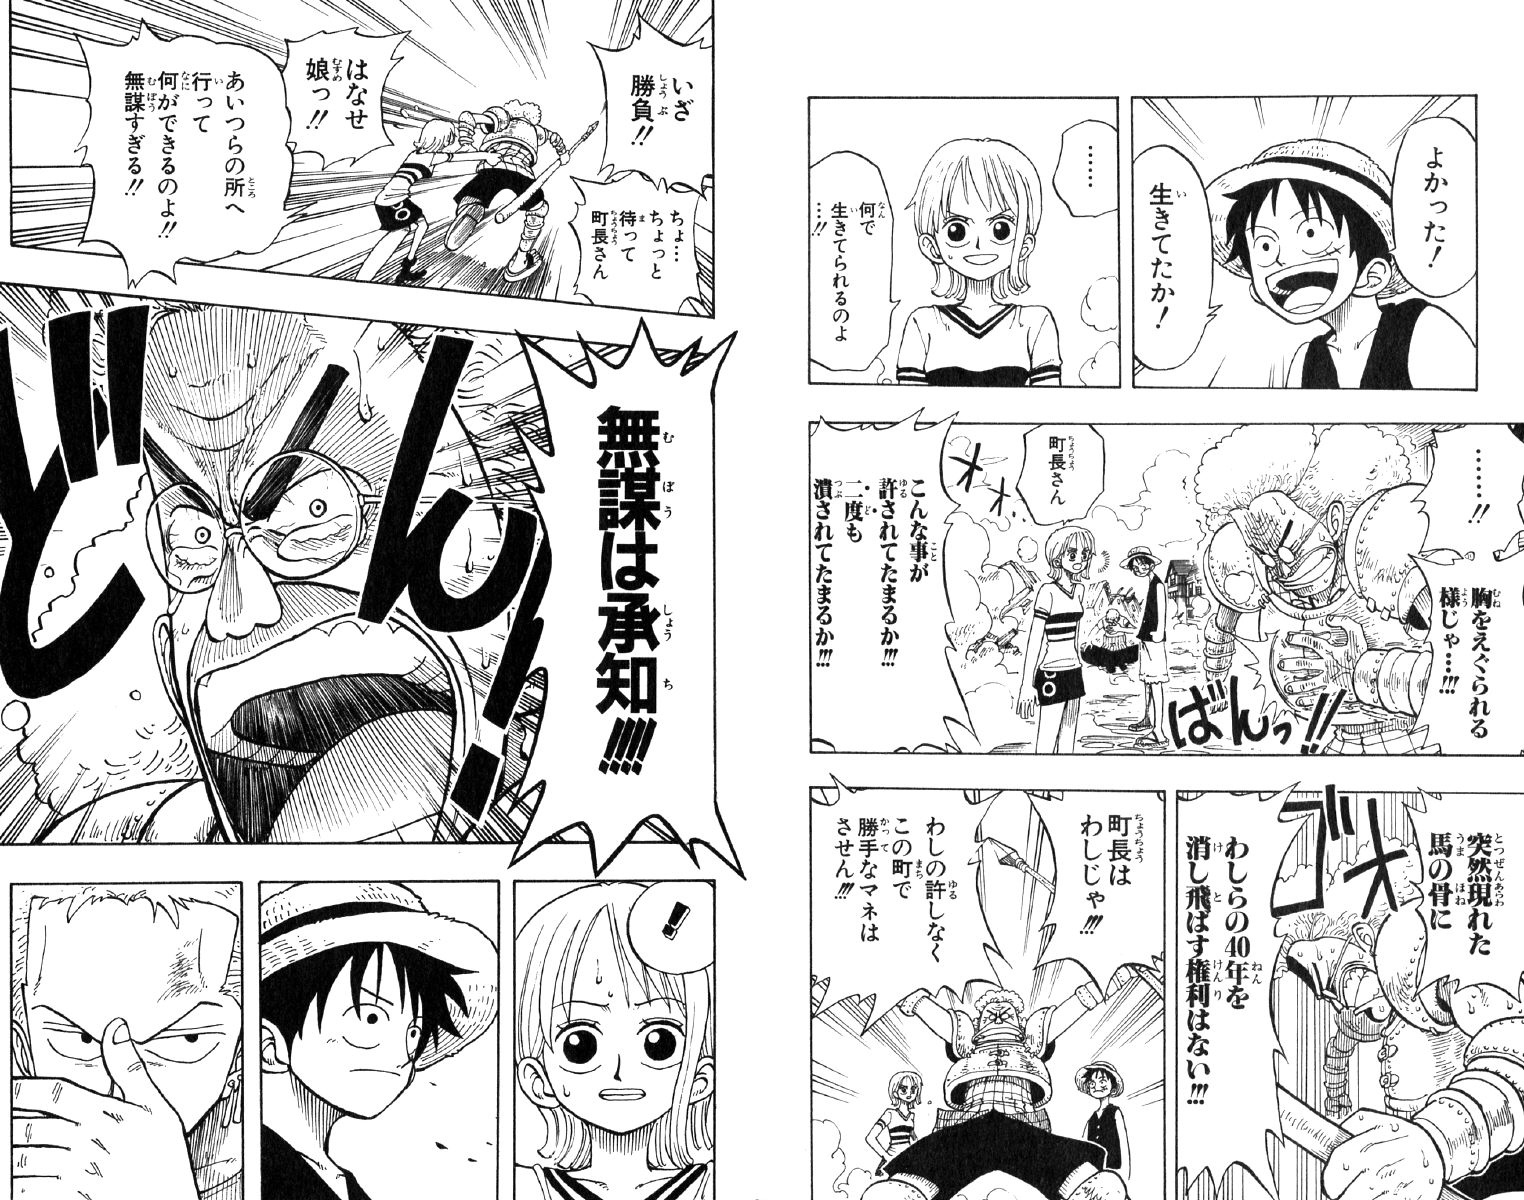 よかった！
生きてたか！
……
何で
生きてられるのよ
…!!
……!!
胸をえぐられる
様じゃ…!!!
町長さん
こんな事が
許されてたまるか!!!
二度も
潰されてたまるか!!!
ばんっ!!
突然現れた
馬の骨に
ゴオオ
わしらの40年を
消し飛ばす権利はない!!!
町長は
わしじゃ!!!
わしの許しなく
この町で
勝手なマネは
させん!!!
いざ
勝負!!
ちょ…
ちょっと
待って
町長さん
はなせ
娘っ!!
あいつらの所へ
行って
何ができるのよ!!
無謀すぎる!!
無謀は承知!!!!!
どん!!
！